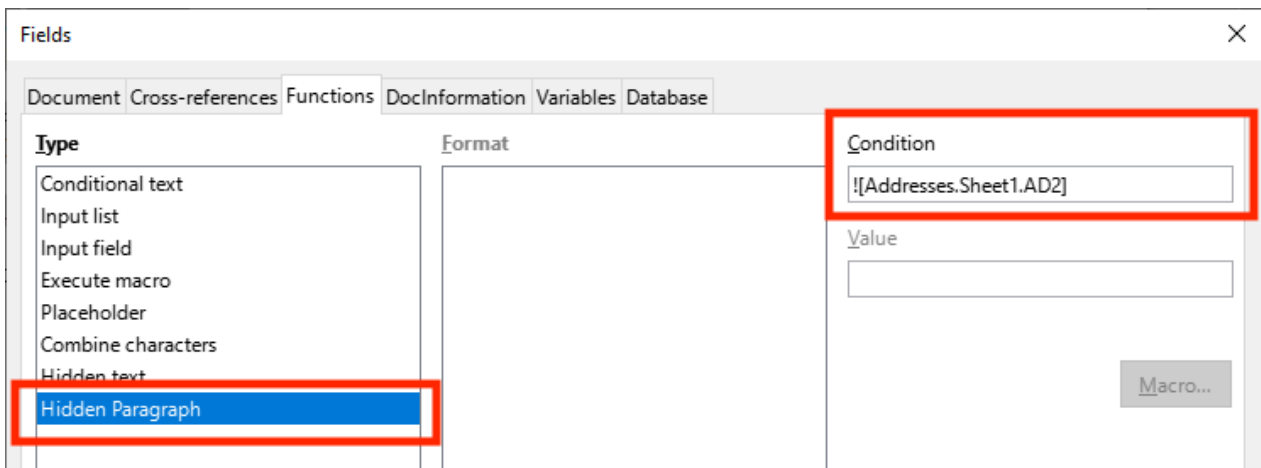 Fields
Document Cross-references Functions DocInformation Variables Database
Type
Format
Condition
Conditional text
Input list
Input field
Execute macro
Placeholder
Combine characters
Hidden text
Hidden Paragraph
![Addresses.Sheet1.AD2]
Value
Macro...